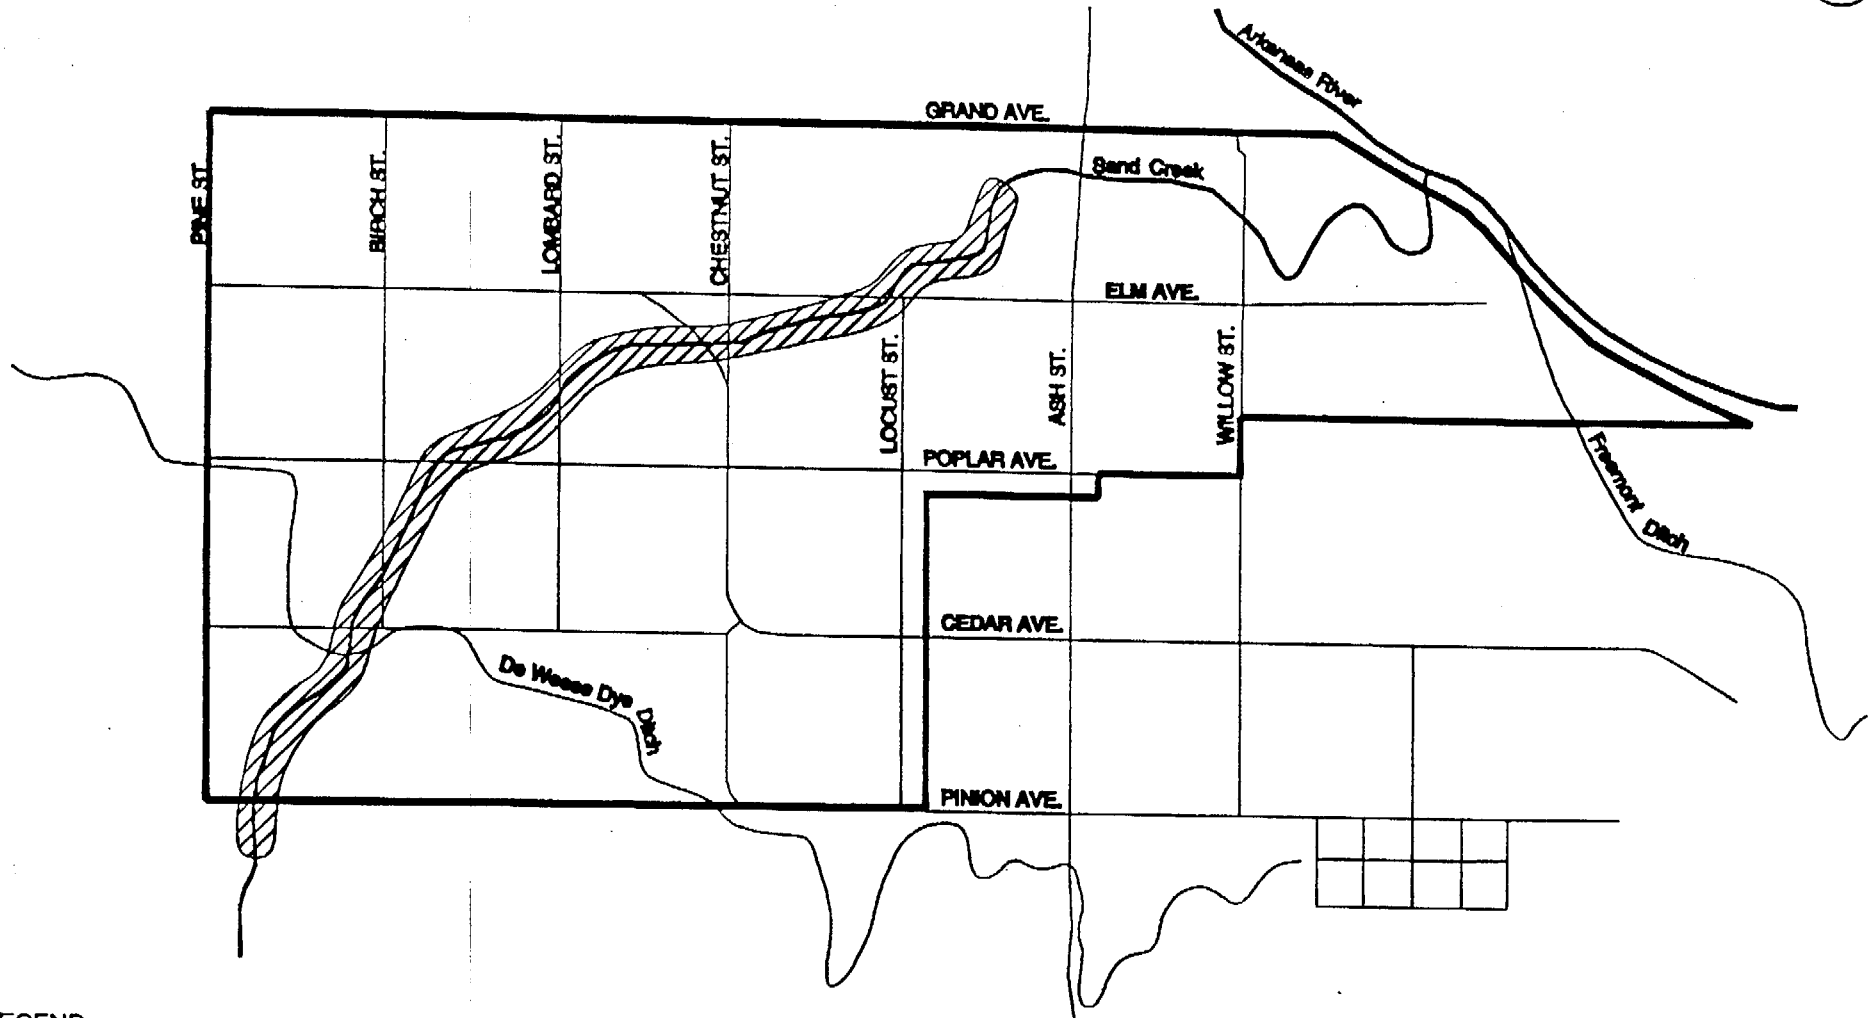 Arkansas River
GRAND AVE.
Sand Creek
PINE ST.
BIRCH ST.
LOMBARD ST.
CHESTNUT ST.
ELM AVE.
LOCUST ST.
ASH ST.
WILLOW ST.
POPLAR AVE.
Freemont Ditch
CEDAR AVE.
De Weese Dye Ditch
PINION AVE.